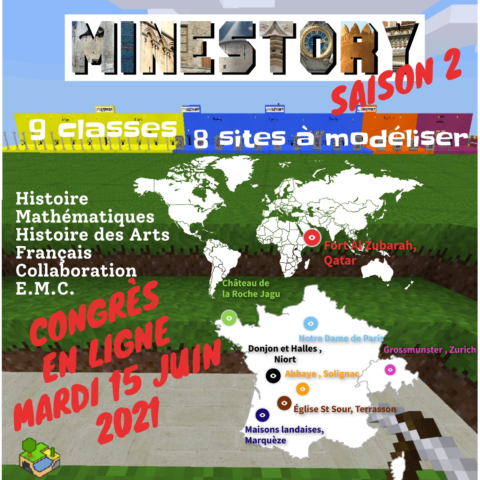 MINESTORY
SAISON 2
9 classes
8 sites à modéliser
Histoire
Mathématiques
Histoire des Arts
Français
Collaboration
E.M.C.
Fort Al Zubarah,
Qatar
Château de
la Roche Jagu
CONGRÈS
EN LIGNE
MARDI 15 JUIN
2021
Notre Dame de Paris
Donjon et Halles ,
Niort
Grossmunster , Zurich
Abbaye , Solignac
Église St Sour, Terrasson
Maisons landaises,
Marquèze